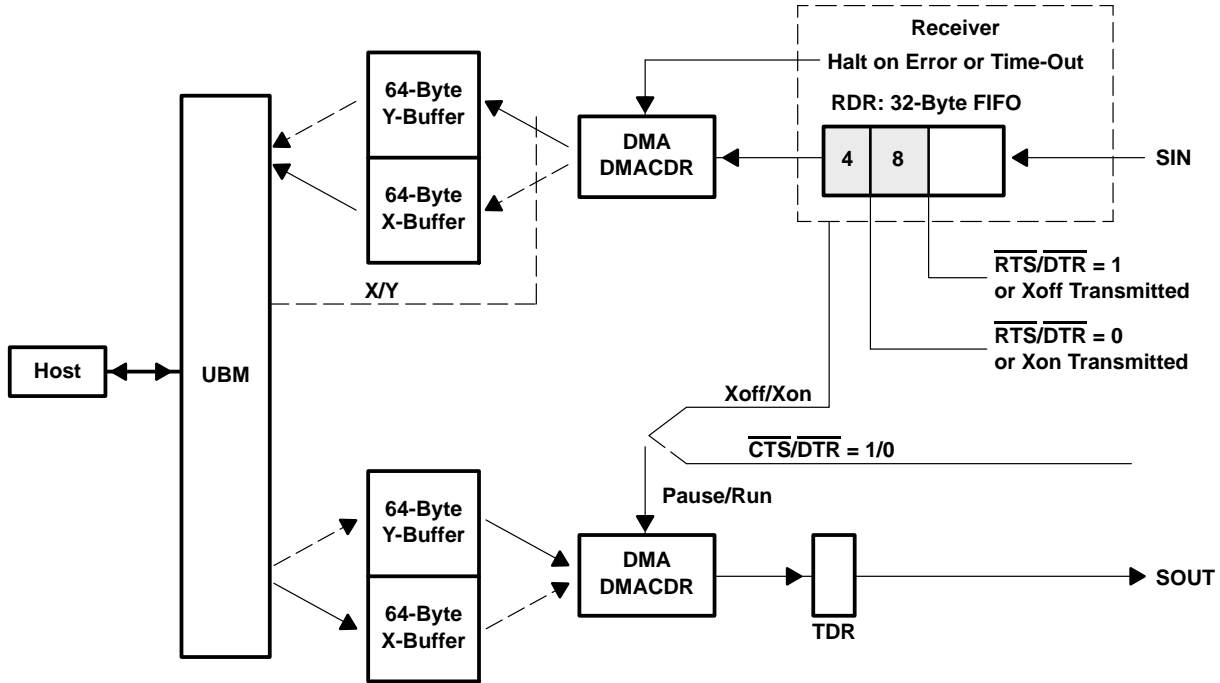 Receiver
Halt on Error or Time-Out
RDR: 32-Byte FIFO
4
8
SIN
64-Byte
Y-Buffer
64-Byte
X-Buffer
DMA
DMACDR
X/Y
RTS/DTR = 1
or Xoff Transmitted
RTS/DTR = 0
or Xon Transmitted
Host
UBM
Xoff/Xon
CTS/DTR = 1/0
Pause/Run
64-Byte
Y-Buffer
64-Byte
X-Buffer
DMA
DMACDR
TDR
SOUT